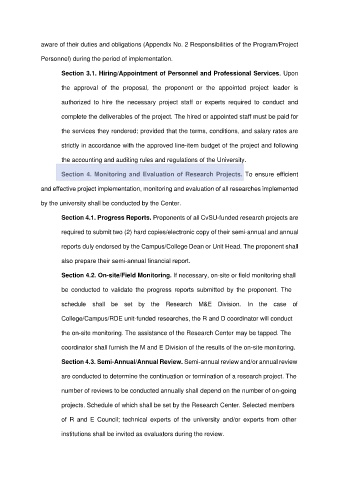 aware of their duties and obligations (Appendix No. 2 Responsibilities of the Program/Project
Personnel) during the period of implementation.
Section 3.1. Hiring/Appointment of Personnel and Professional Services. Upon
the approval of the proposal, the proponent or the appointed project leader is
authorized to hire the necessary project staff or experts required to conduct and
complete the deliverables of the project. The hired or appointed staff must be paid for
the services they rendered; provided that the terms, conditions, and salary rates are
strictly in accordance with the approved line-item budget of the project and following
the accounting and auditing rules and regulations of the University.
Section 4. Monitoring and Evaluation of Research Projects. To ensure efficient
and effective project implementation, monitoring and evaluation of all researches implemented
by the university shall be conducted by the Center.
Section 4.1. Progress Reports. Proponents of all CvSU-funded research projects are
required to submit two (2) hard copies/electronic copy of their semi-annual and annual
reports duly endorsed by the Campus/College Dean or Unit Head. The proponent shall
also prepare their semi-annual financial report.
Section 4.2. On-site/Field Monitoring. If necessary, on site or field monitoring shall
be conducted to validate the progress reports submitted by the proponent. The
schedule shall be set by the Research M&E Division. In the case of
College/Campus/RDE unit-funded researches, the R and D coordinator will conduct
the on-site monitoring. The assistance of the Research Center may be tapped. The
coordinator shall furnish the M and E Division of the results of the on-site monitoring.
Section 4.3. Semi-Annual/Annual Review. Semi-annual review and/or annual review
are conducted to determine the continuation or termination of a research project. The
number of reviews to be conducted annually shall depend on the number of on-going
projects. Schedule of which shall be set by the Research Center. Selected members
of R and E Council; technical experts of the university and/or experts from other
institutions shall be invited as evaluators during the review.